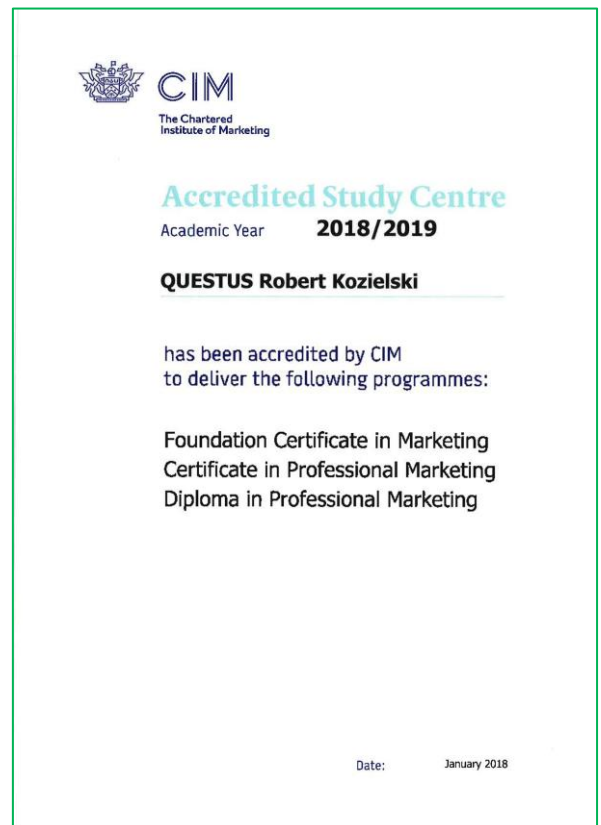 CIM
The Chartered
Institute of Marketing
Accredited Study Centre
Academic Year 2018/2019
QUESTUS Robert Kozielski
has been accredited by CIM
to deliver the following programmes:
Foundation Certificate in Marketing
Certificate in Professional Marketing
Diploma in Professional Marketing
Date: January 2018